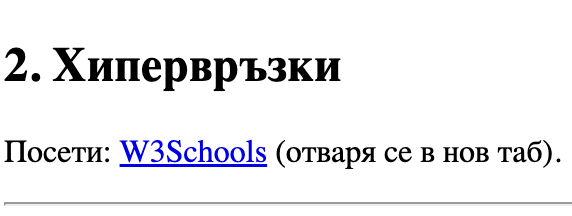 2. Хипервръзки
Посети: W3Schools (отваря се в нов таб).